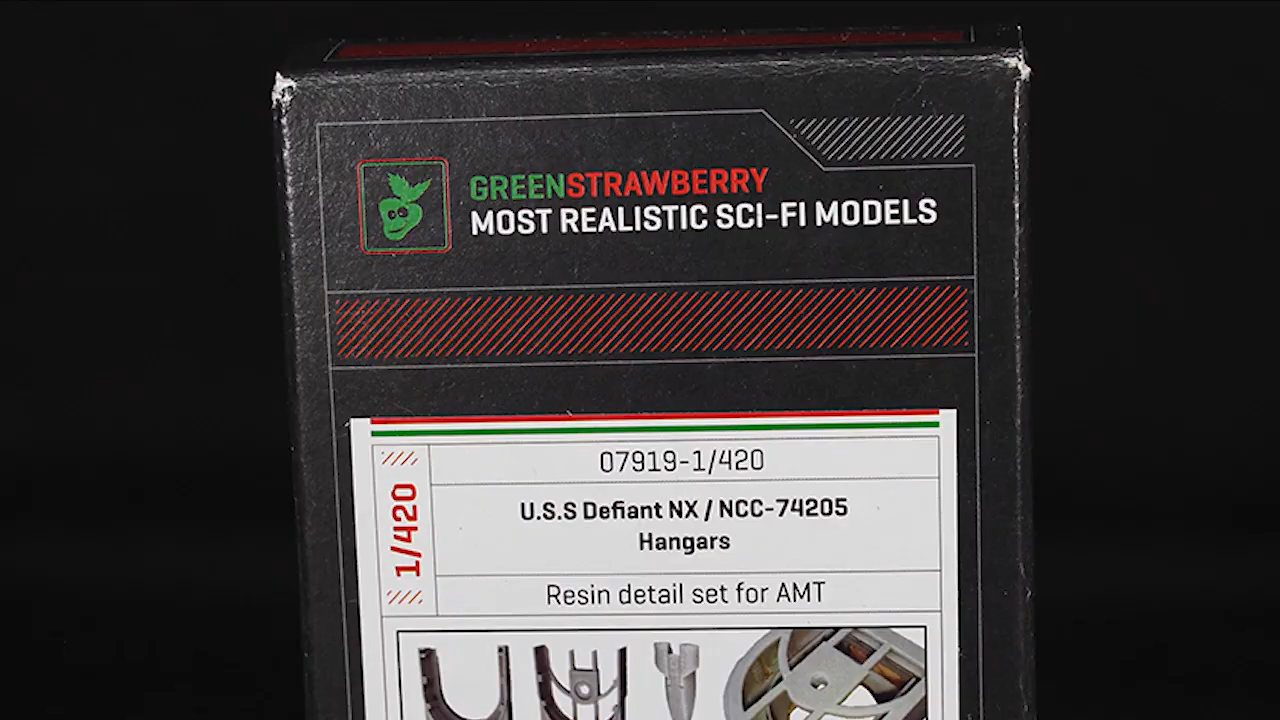 GREENSTRAWBERRY
MOST REALISTIC SCI-FI MODELS
07919-1/420
1/420
U.S.S Defiant NX / NCC-74205
Hangars
Resin detail set for AMT